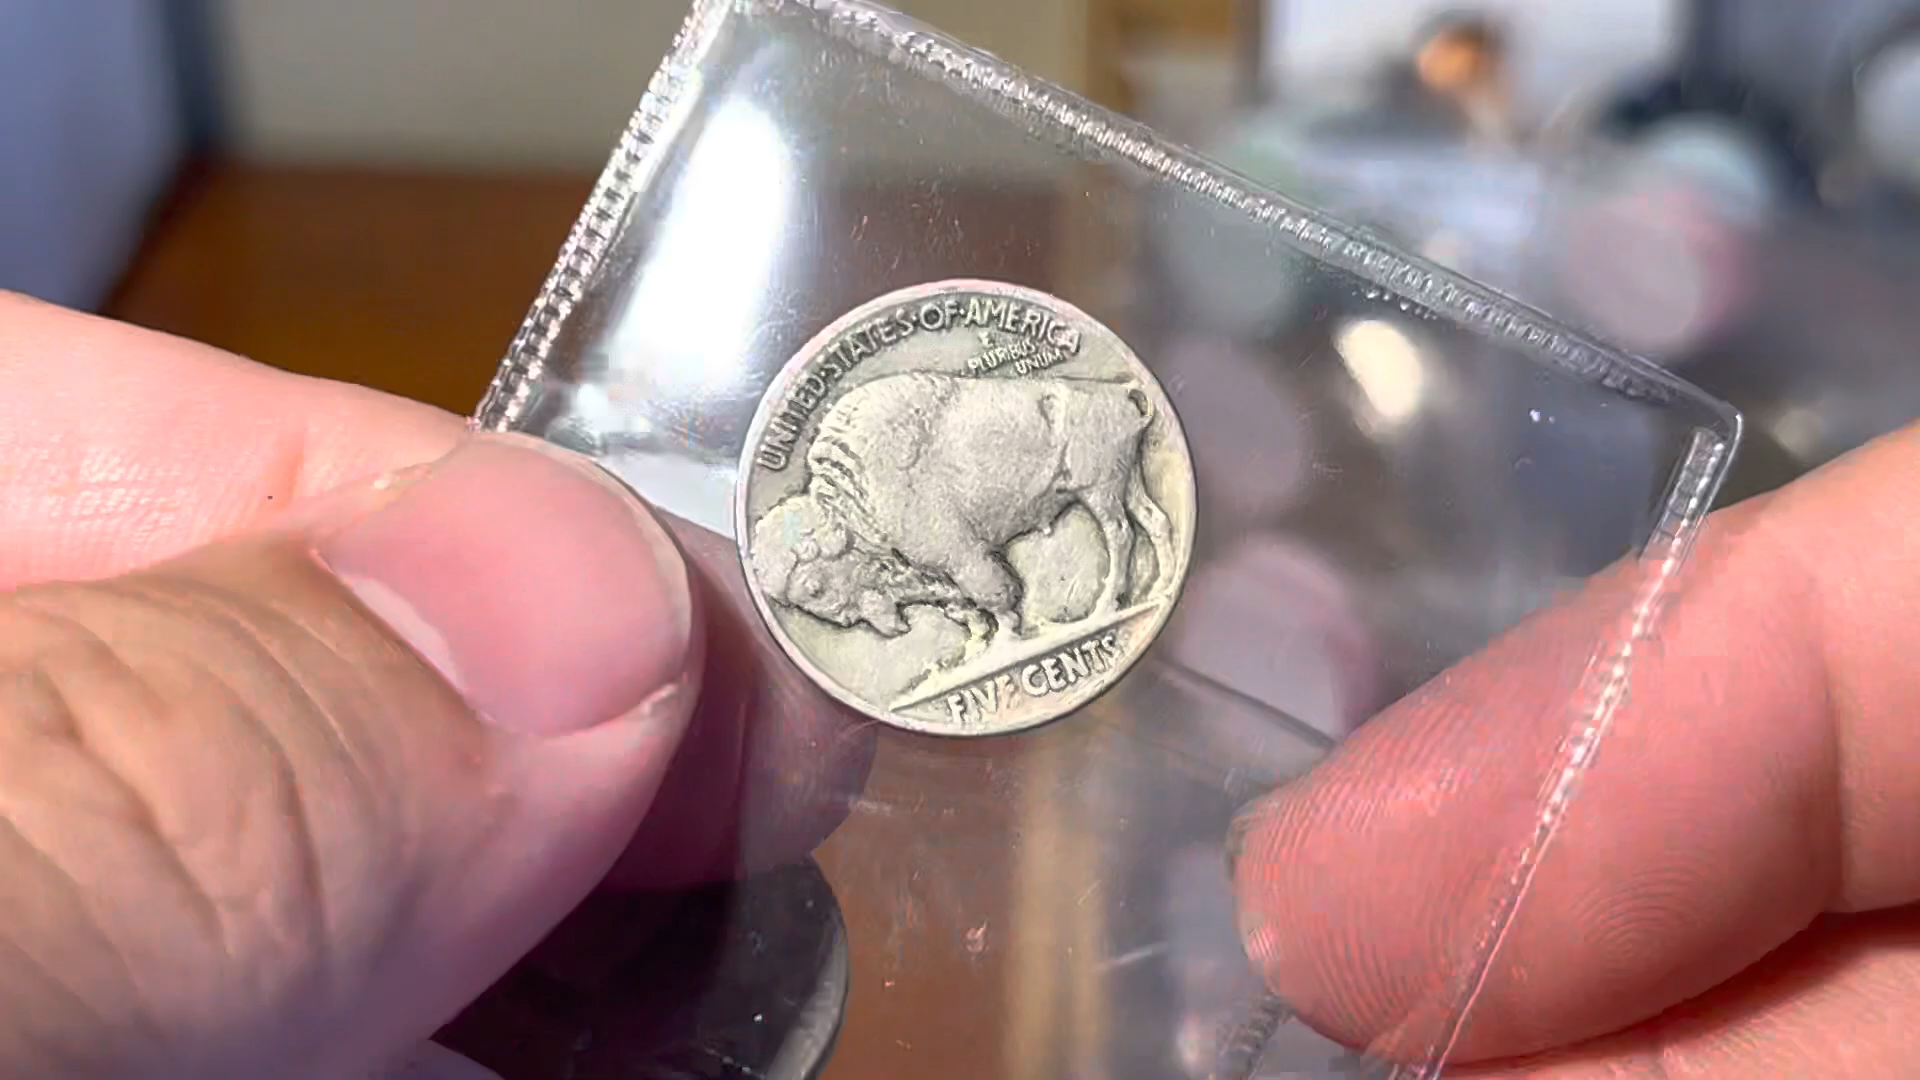 UNITED·STATES·OF·AMERICA
E
PLURIBUS
UNUM
FIVE CENTS